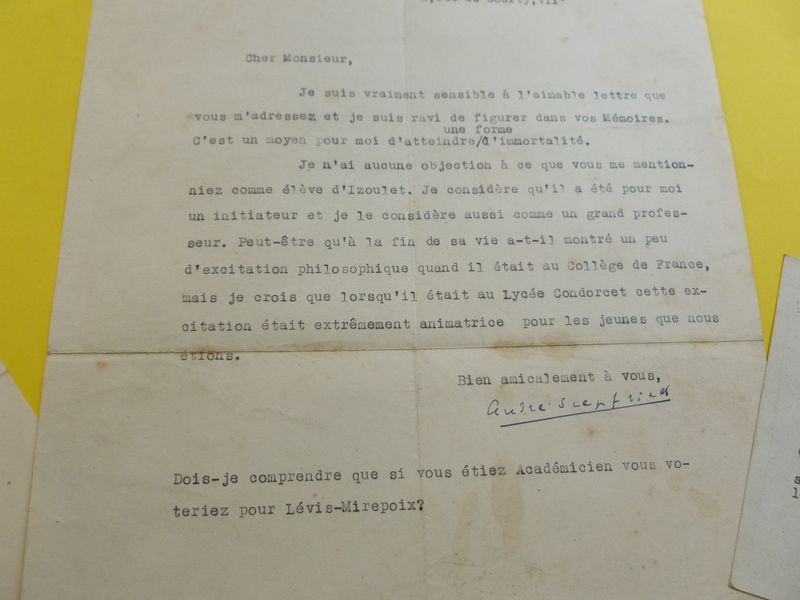 Cher Monsieur,
Je suis vraiment sensible à l'aimable lettre que
vous m'adressez et je suis ravi de figurer dans vos Mémoires.
une forme
C'est un moyen pour moi d'atteindre/d'immortalité.
Je n'ai aucune objection à ce que vous me mention-
niez comme élève d'Izoulet. Je considère qu'il a été pour moi
un initiateur et je le considère aussi comme un grand profes-
seur. Peut-être qu'à la fin de sa vie a-t-il montré un peu
d'excitation philosophique quand il était au Collège de France,
mais je crois que lorsqu'il était au Lycée Condorcet cette ex-
citation était extrêmement animatrice pour les jeunes que nous
étions.
Bien amicalement à vous,
André Siegfried
Dois-je comprendre que si vous étiez Académicien vous vo-
teriez pour Lévis-Mirepoix?